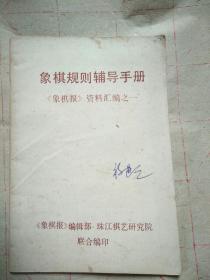 象棋规则辅导手册
《象棋报》资料汇编之一
《象棋报》编辑部·珠江棋艺研究院
联合编印